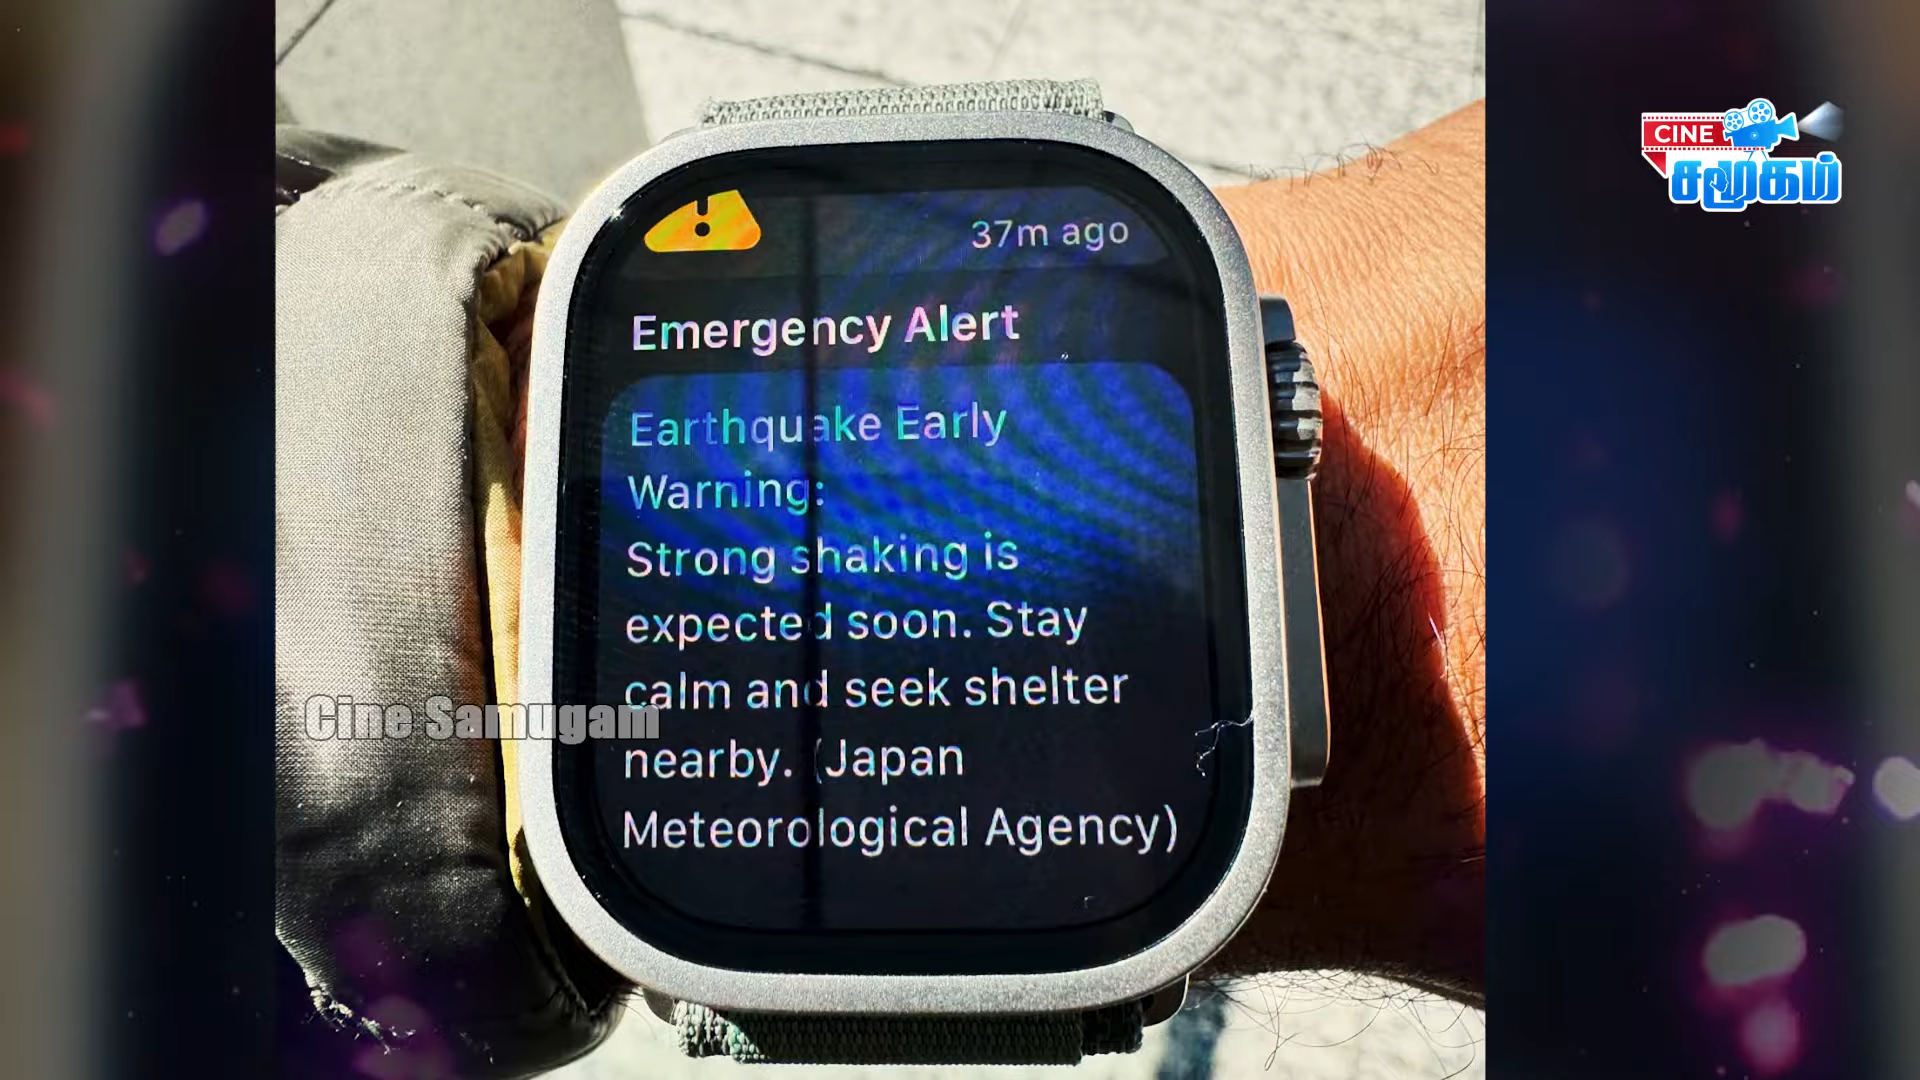 CINE
சமூகம்
37m ago
Emergency Alert
Earthquake Early
Warning:
Strong shaking is
expected soon. Stay
calm and seek shelter
nearby. (Japan
Meteorological Agency)
Cine Samugam